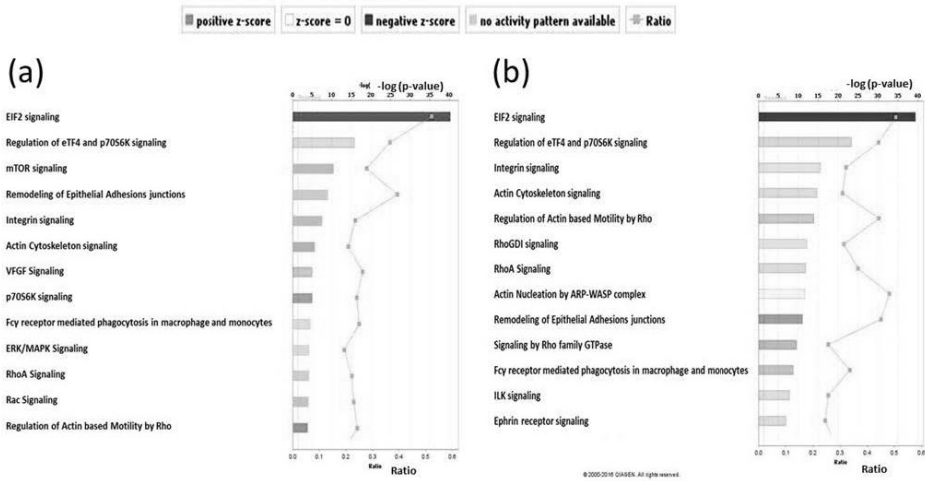 positive z-score z-score = 0 negative z-score no activity pattern available Ratio
(a)
-log( -log (p-value)
0 5 10 15 20 25 30 35 40
EIF2 signaling
Regulation of eTF4 and p70S6K signaling
mTOR signaling
Remodeling of Epithelial Adhesions junctions
Integrin signaling
Actin Cytoskeleton signaling
VFGF Signaling
p70S6K signaling
Fcy receptor mediated phagocytosis in macrophage and monocytes
ERK/MAPK Signaling
RhoA Signaling
Rac Signaling
Regulation of Actin based Motility by Rho
0.0 0.1 0.2 0.3 0.4 0.5 0.6
Ratio Ratio
(b)
-log (p-value)
0 5 10 15 20 25 30 35 40
EIF2 signaling
Regulation of eTF4 and p70S6K signaling
Integrin signaling
Actin Cytoskeleton signaling
Regulation of Actin based Motility by Rho
RhoGDI signaling
RhoA Signaling
Actin Nucleation by ARP-WASP complex
Remodeling of Epithelial Adhesions junctions
Signaling by Rho family GTPase
Fcy receptor mediated phagocytosis in macrophage and monocytes
ILK signaling
Ephrin receptor signaling
0.0 0.1 0.2 0.3 0.4 0.5 0.6
Ratio Ratio
© 2000-2016 QIAGEN. All rights reserved.